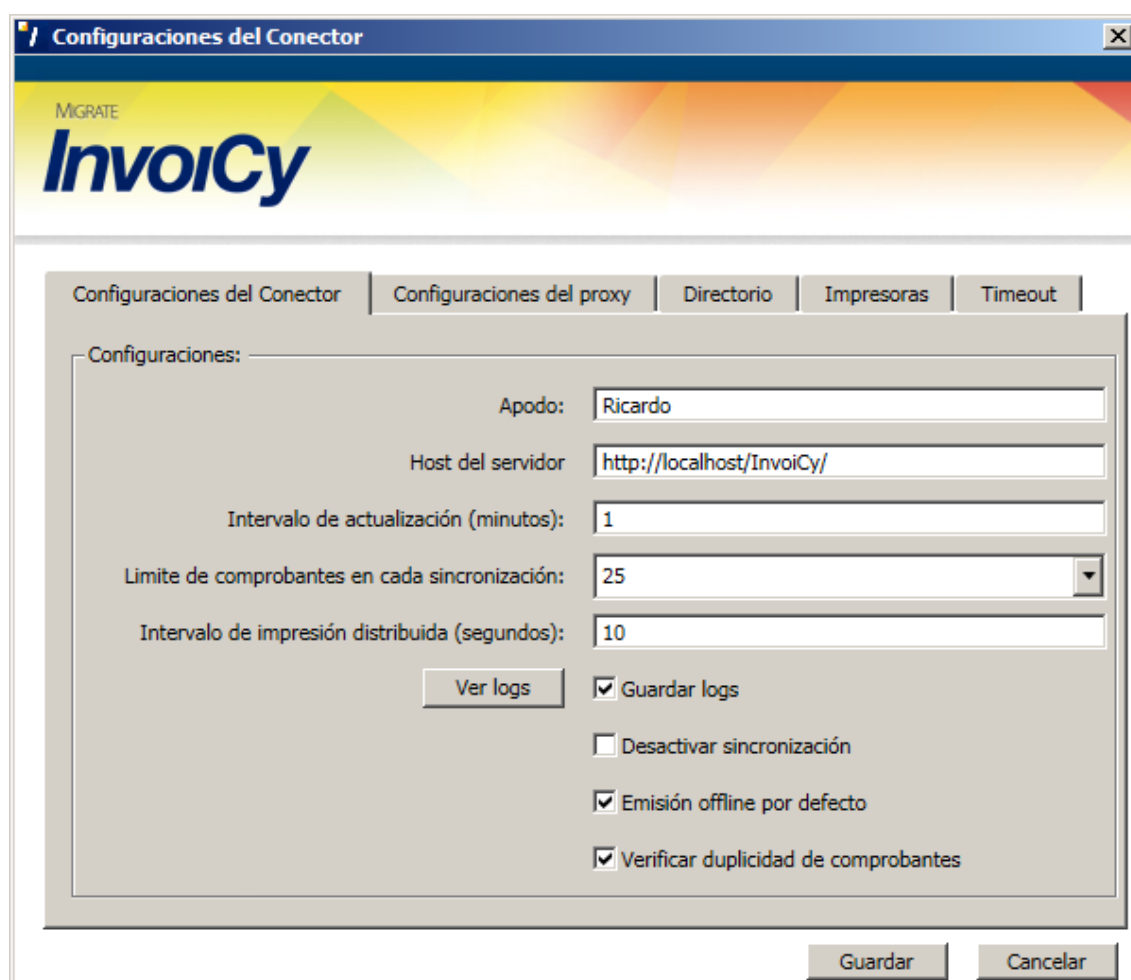 Configuraciones del Conector
MIGRATE
InvoiCy
Configuraciones del Conector Configuraciones del proxy Directorio Impresoras Timeout
Configuraciones:
Apodo: Ricardo
Host del servidor http://localhost/InvoiCy/
Intervalo de actualización (minutos): 1
Limite de comprobantes en cada sincronización: 25
Intervalo de impresión distribuida (segundos): 10
Ver logs Guardar logs
Desactivar sincronización
Emisión offline por defecto
Verificar duplicidad de comprobantes
Guardar Cancelar